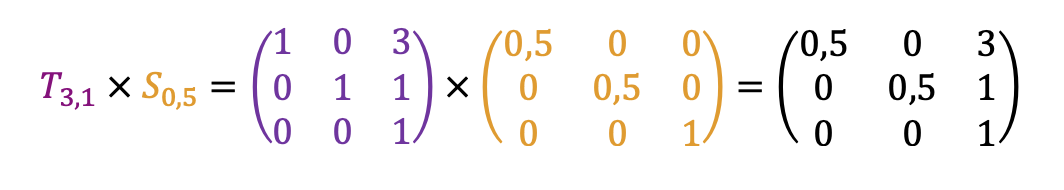 T₃,₁ × S₀,₅ = (1 0 3; 0 1 1; 0 0 1) × (0,5 0 0; 0 0,5 0; 0 0 1) = (0,5 0 3; 0 0,5 1; 0 0 1)